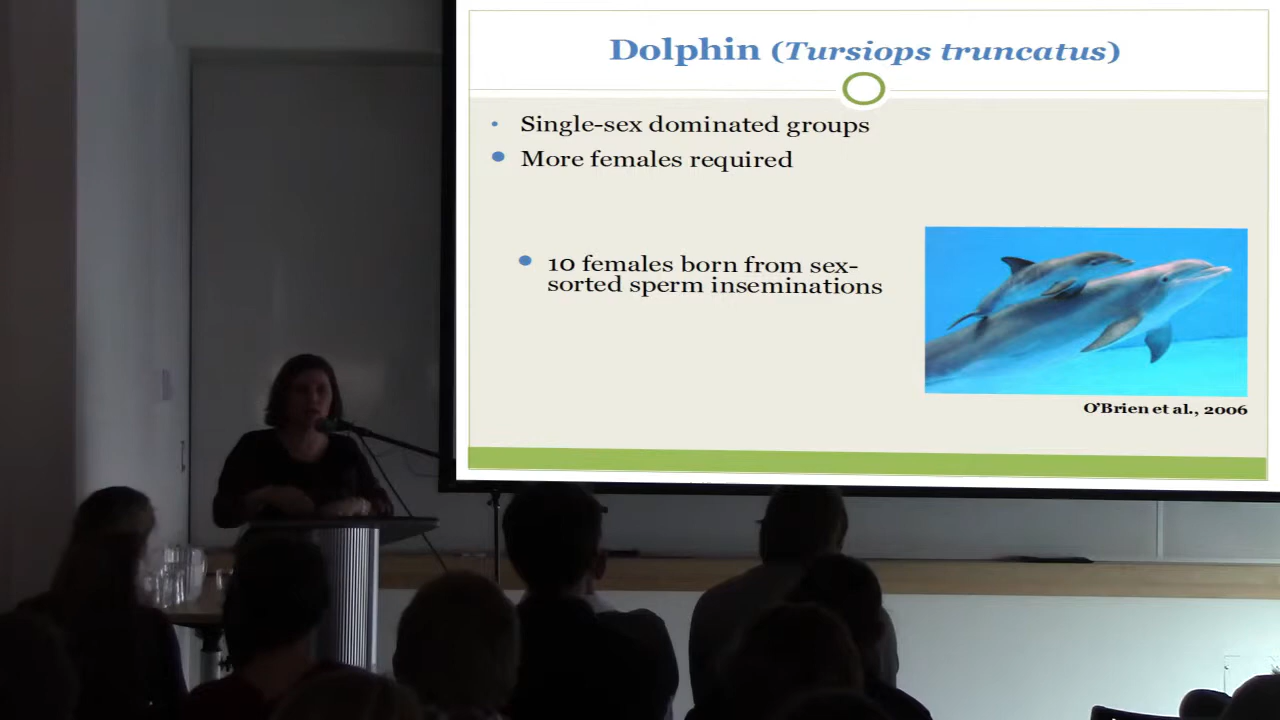 Dolphin (Tursiops truncatus)
• Single-sex dominated groups
• More females required
• 10 females born from sex-
sorted sperm inseminations
O'Brien et al., 2006